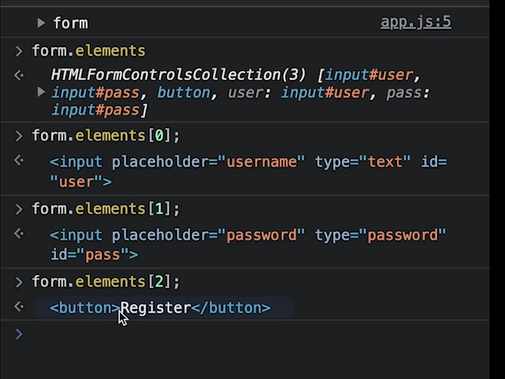 ▶ form app.js:5
> form.elements
<· HTMLFormControlsCollection(3) [input#user,
▶ input#pass, button, user: input#user, pass:
input#pass]
> form.elements[0];
<· <input placeholder="username" type="text" id=
"user">
> form.elements[1];
<· <input placeholder="password" type="password"
id="pass">
> form.elements[2];
<· <button>Register</button>
>